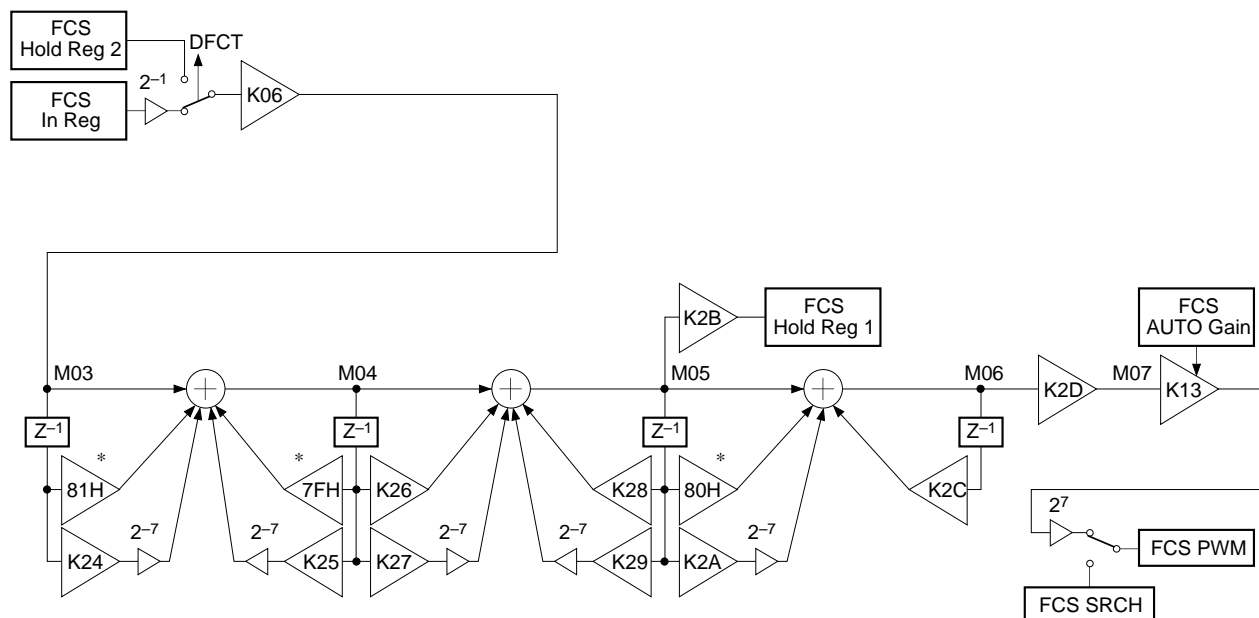 FCS
Hold Reg 2
DFCT
2⁻¹
FCS
In Reg
K06
K2B
FCS
Hold Reg 1
FCS
AUTO Gain
M03
M04
M05
M06
K2D
M07
K13
Z⁻¹
Z⁻¹
Z⁻¹
Z⁻¹
81H
*
*
7FH
K26
K28
80H
*
K2C
K24
2⁻⁷
2⁻⁷
K25
K27
2⁻⁷
2⁻⁷
K29
K2A
2⁻⁷
2⁷
FCS PWM
FCS SRCH